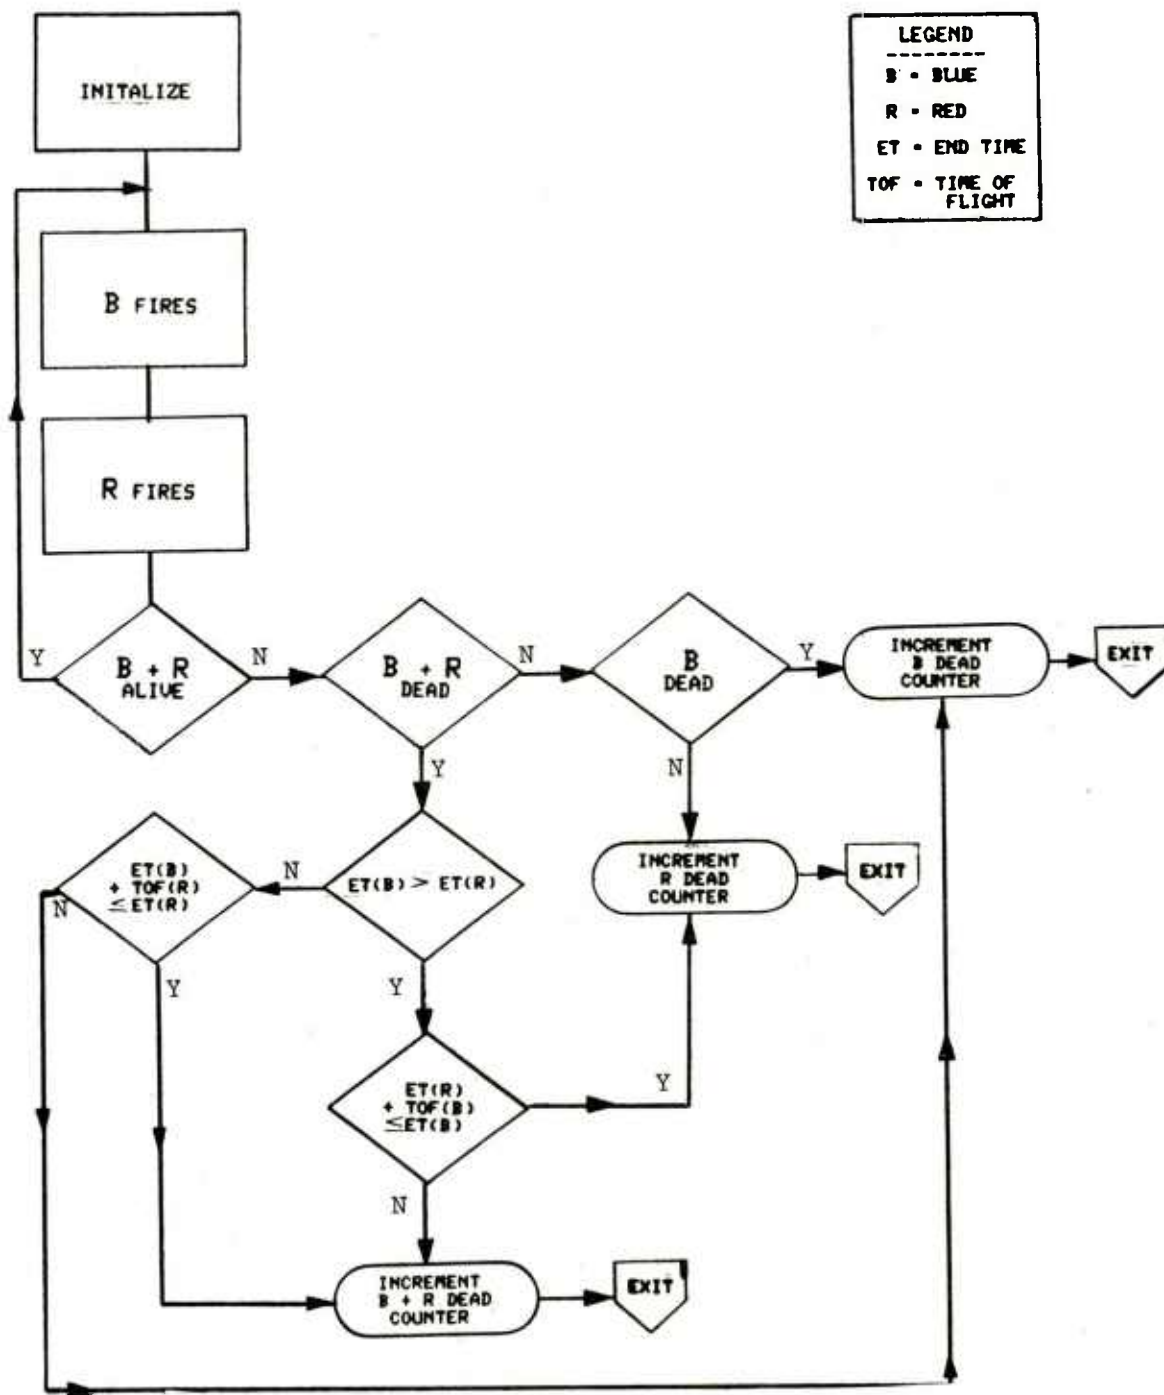 INITALIZE
LEGEND
B = BLUE
R = RED
ET = END TIME
TOF = TIME OF
FLIGHT
B FIRES
R FIRES
Y
B + R
ALIVE
N
B + R
DEAD
N
B
DEAD
Y
INCREMENT
B DEAD
COUNTER
EXIT
Y
N
ET(B)
+ TOF(R)
≤ET(R)
N
N
ET(B) > ET(R)
INCREMENT
R DEAD
COUNTER
EXIT
Y
Y
ET(R)
+ TOF(B)
≤ET(B)
Y
N
INCREMENT
B + R DEAD
COUNTER
EXIT